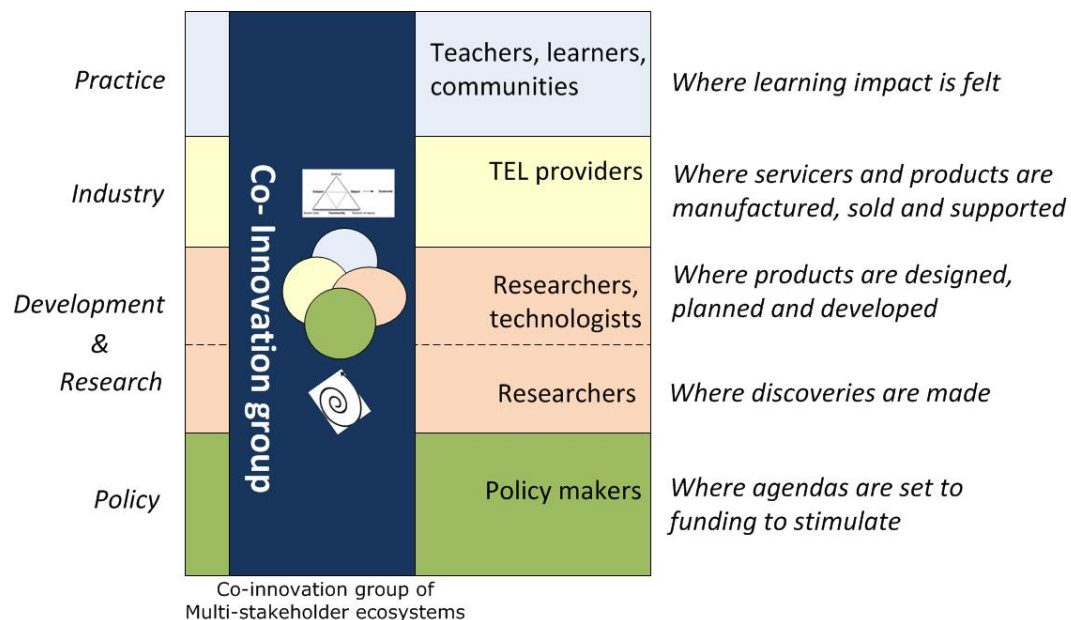 Practice
Teachers, learners,
communities
Where learning impact is felt
Industry
TEL providers
Where servicers and products are
manufactured, sold and supported
Co- Innovation group
Development
&
Research
Researchers,
technologists
Where products are designed,
planned and developed
Researchers
Where discoveries are made
Policy
Policy makers
Where agendas are set to
funding to stimulate
Co-innovation group of
Multi-stakeholder ecosystems